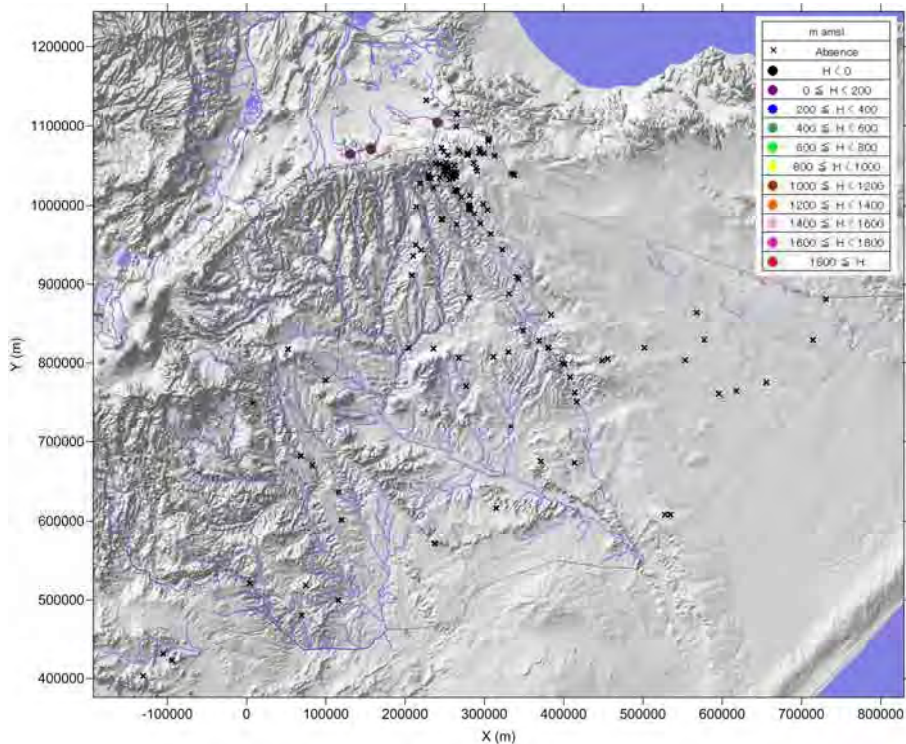 1200000
1100000
1000000
900000
800000
700000
600000
500000
400000
Y (m)
-100000 0 100000 200000 300000 400000 500000 600000 700000 800000
X (m)
m amsl
× Absence
H < 0
0 ≦ H < 200
200 ≦ H < 400
400 ≦ H < 600
600 ≦ H < 800
800 ≦ H < 1000
1000 ≦ H < 1200
1200 ≦ H < 1400
1400 ≦ H < 1600
1600 ≦ H < 1800
1800 ≦ H